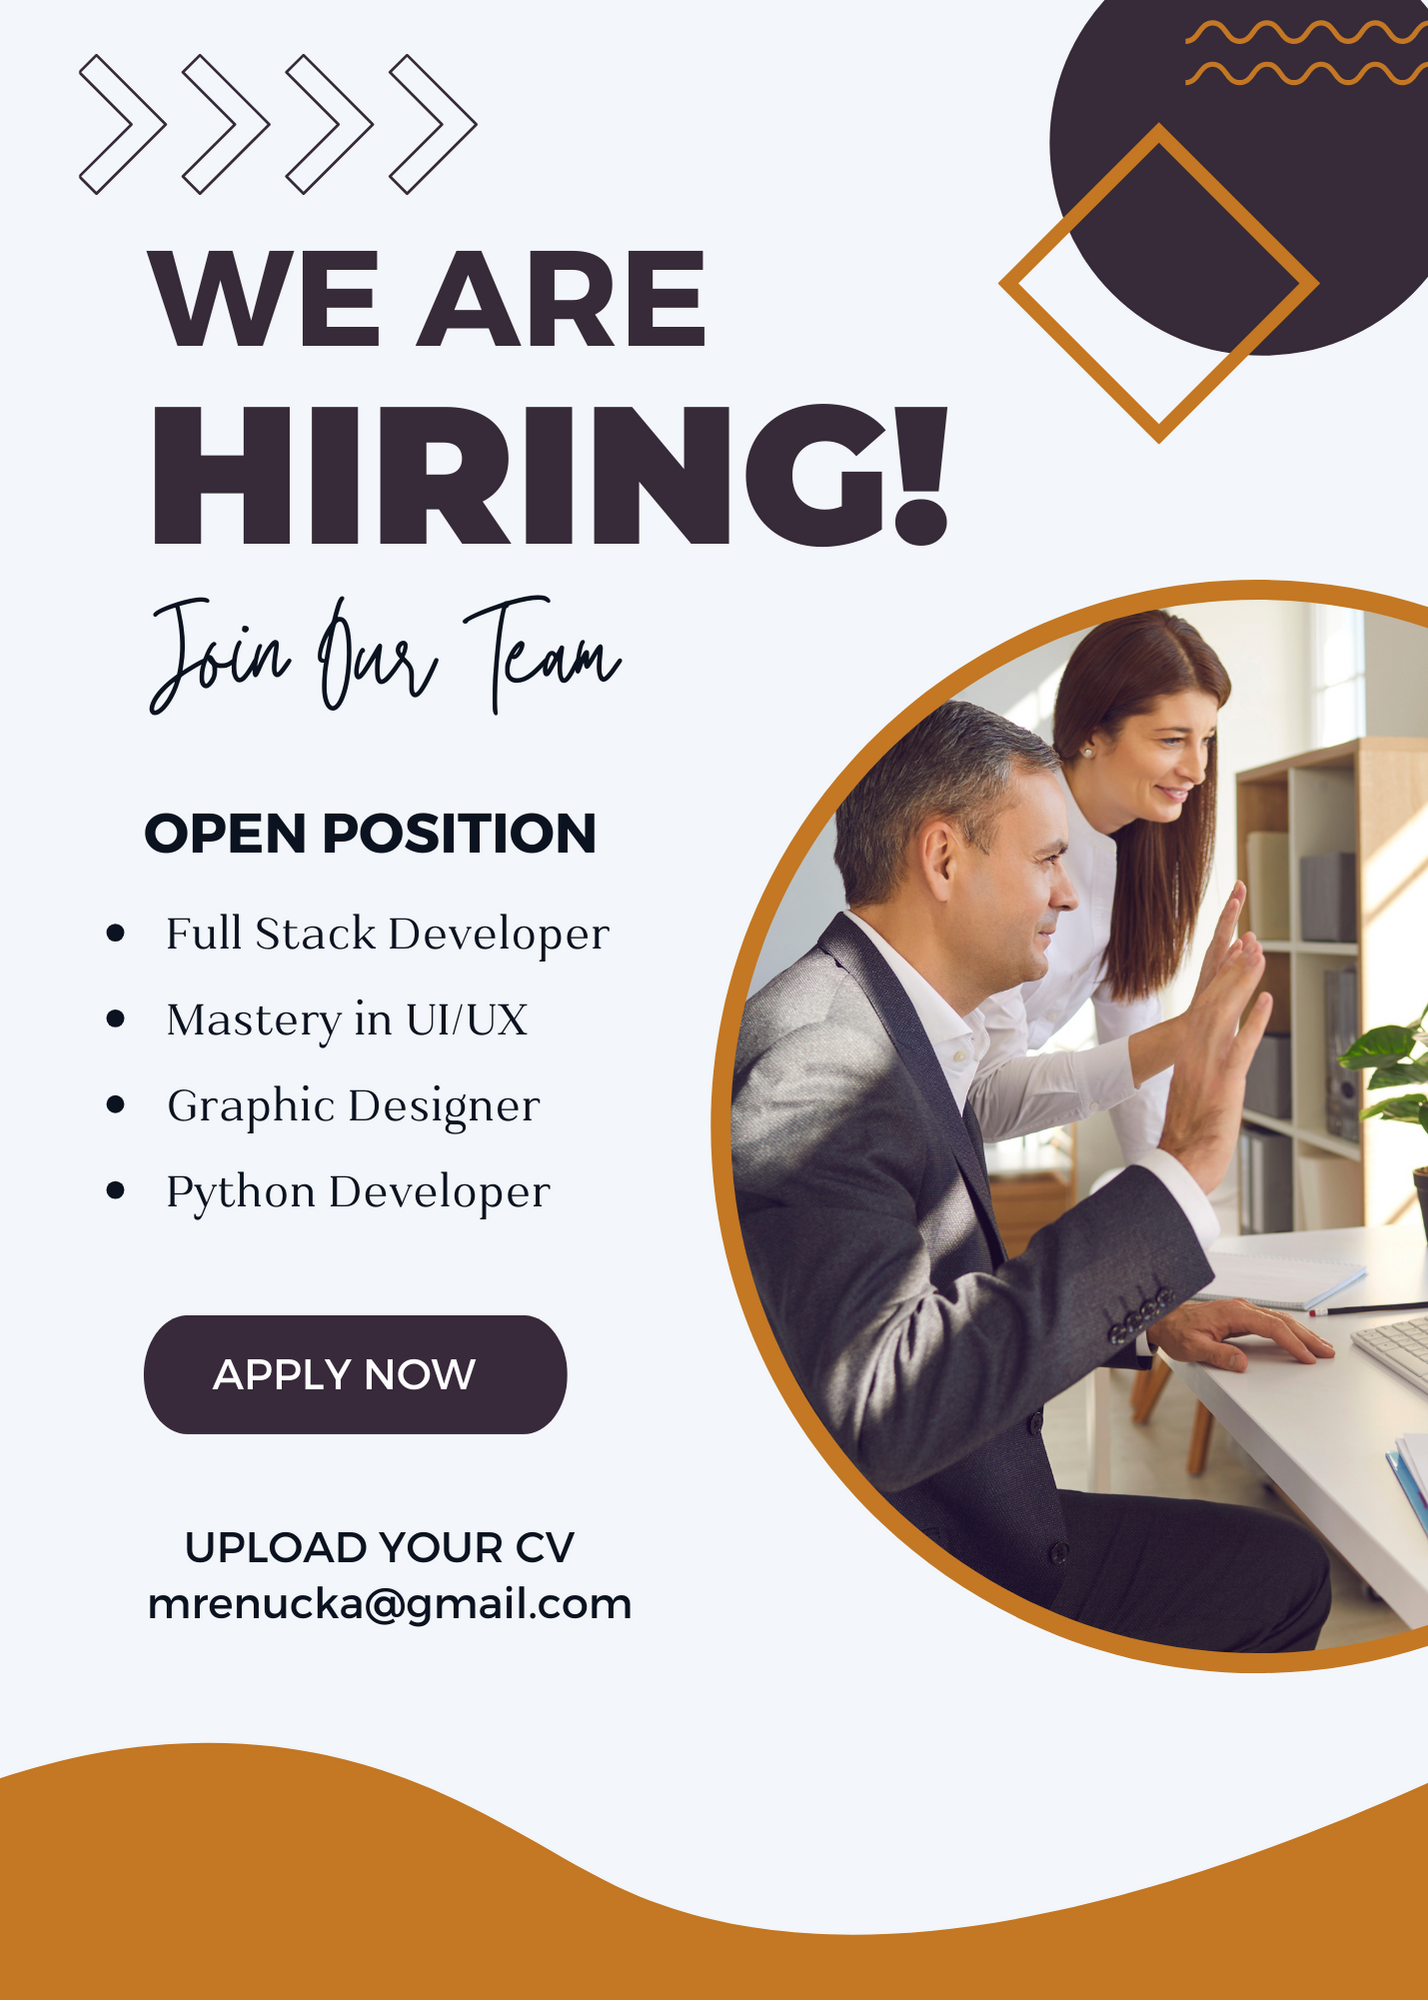 WE ARE
HIRING!
Join Our Team
OPEN POSITION
Full Stack Developer
Mastery in UI/UX
Graphic Designer
Python Developer
APPLY NOW
UPLOAD YOUR CV
mrenucka@gmail.com